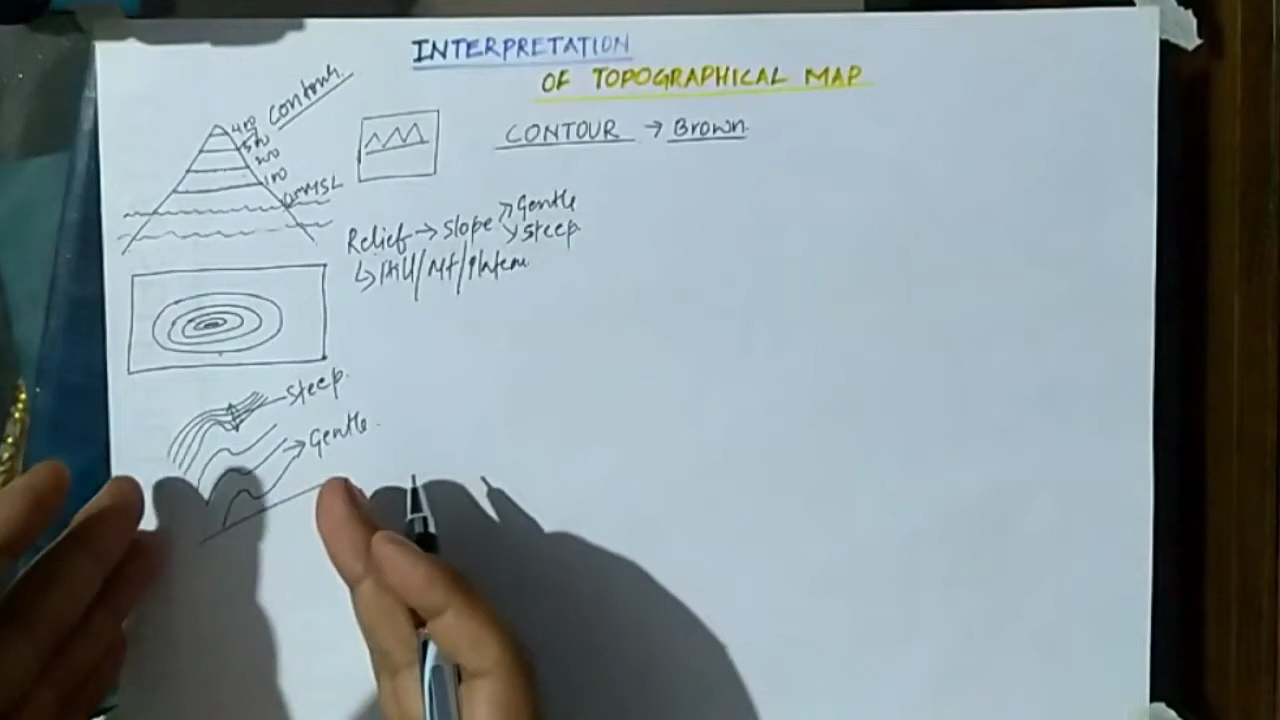 INTERPRETATION
OF TOPOGRAPHICAL MAP
CONTOUR → Brown
Contour
400
300
200
100
0m MSL
Relief → Slope
Gentle
Steep
↳ Hill/Mt/Plateau
Steep
Gentle